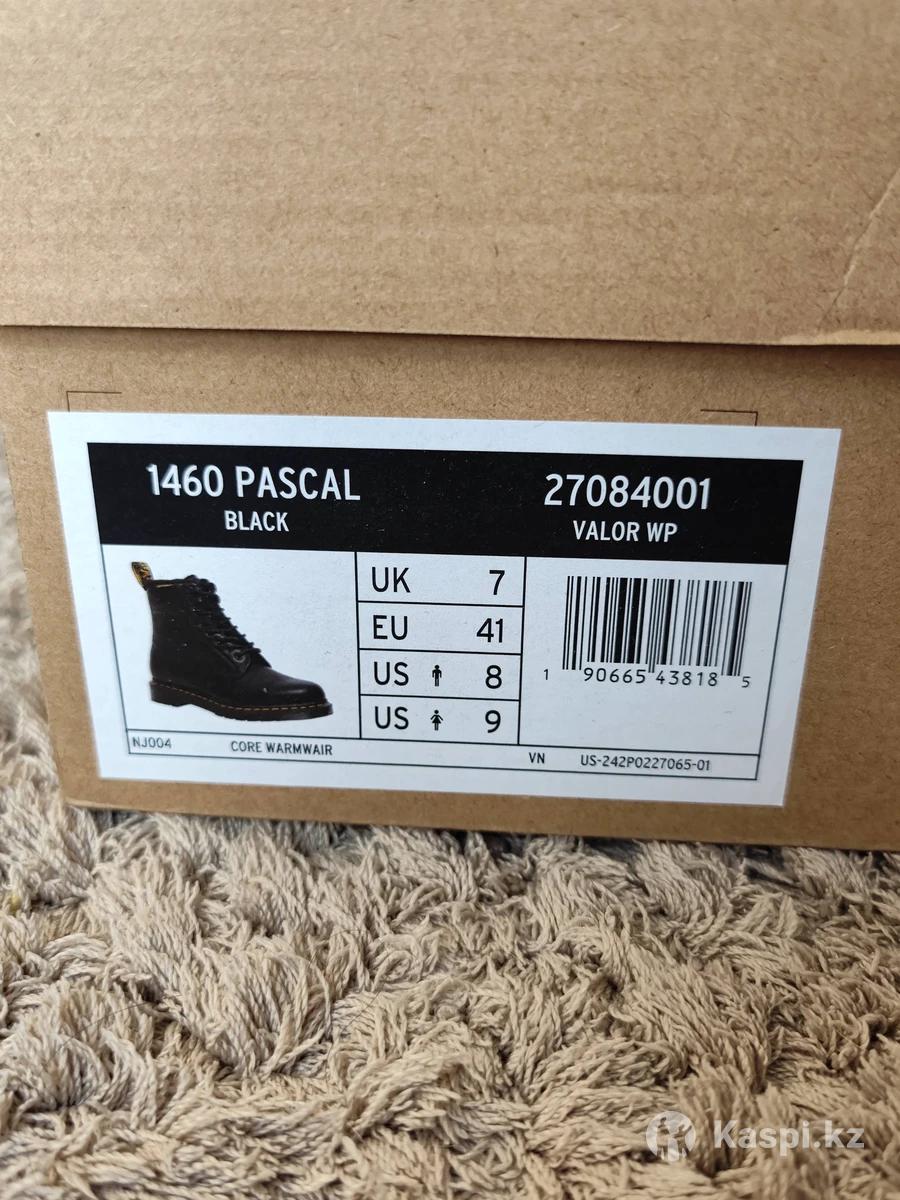 1460 PASCAL
BLACK
27084001
VALOR WP
UK 7
EU 41
US 8
US 9
1 90665 43818 5
NJ004 CORE WARMWAIR VN US-242P0227065-01
Kaspi.kz